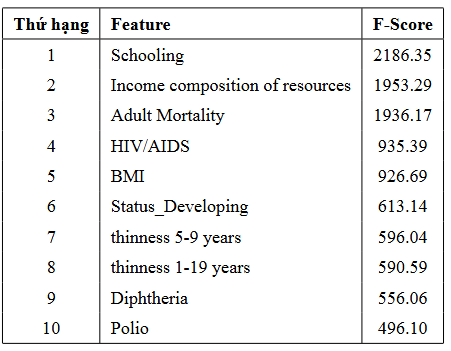 Thứ hạng Feature F-Score
1 Schooling 2186.35
2 Income composition of resources 1953.29
3 Adult Mortality 1936.17
4 HIV/AIDS 935.39
5 BMI 926.69
6 Status_Developing 613.14
7 thinness 5-9 years 596.04
8 thinness 1-19 years 590.59
9 Diphtheria 556.06
10 Polio 496.10